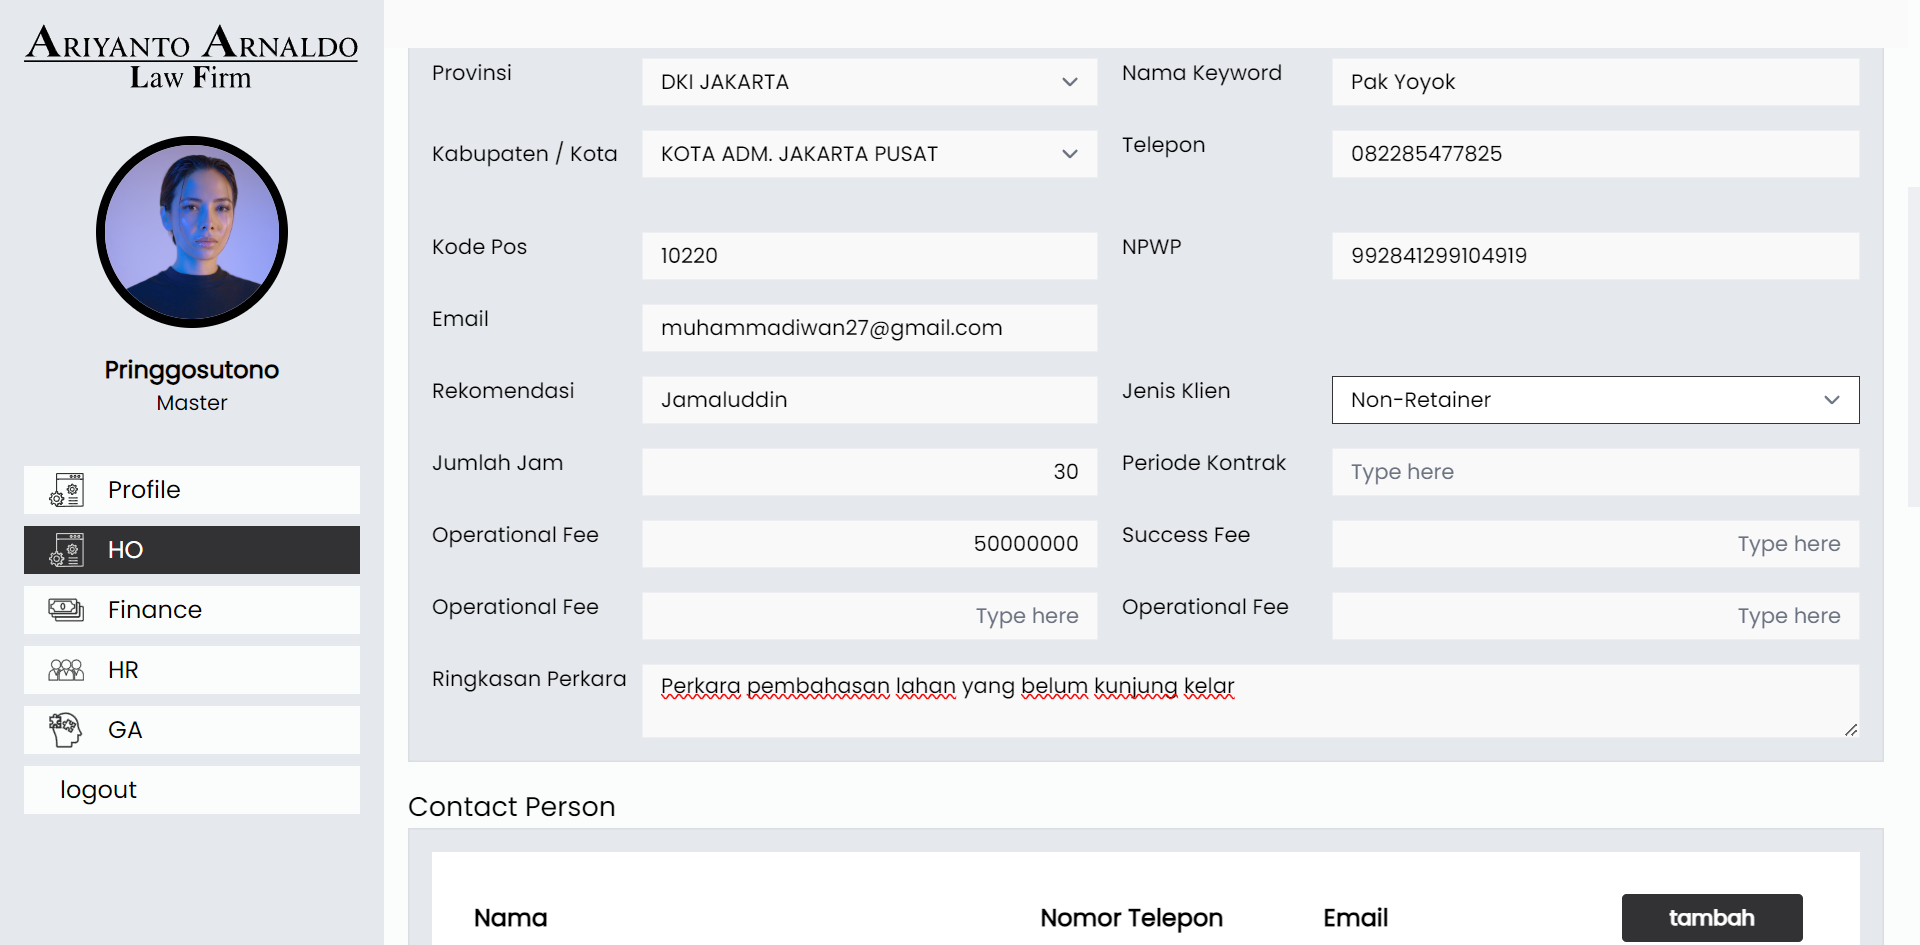 ARIYANTO ARNALDO
Law Firm
Pringgosutono
Master
Profile
HO
Finance
HR
GA
logout
Provinsi
DKI JAKARTA
Nama Keyword
Pak Yoyok
Kabupaten / Kota
KOTA ADM. JAKARTA PUSAT
Telepon
082285477825
Kode Pos
10220
NPWP
992841299104919
Email
muhammadiwan27@gmail.com
Rekomendasi
Jamaluddin
Jenis Klien
Non-Retainer
Jumlah Jam
30
Periode Kontrak
Type here
Operational Fee
50000000
Success Fee
Type here
Operational Fee
Type here
Operational Fee
Type here
Ringkasan Perkara
Perkara pembahasan lahan yang belum kunjung kelar
Contact Person
Nama
Nomor Telepon
Email
tambah